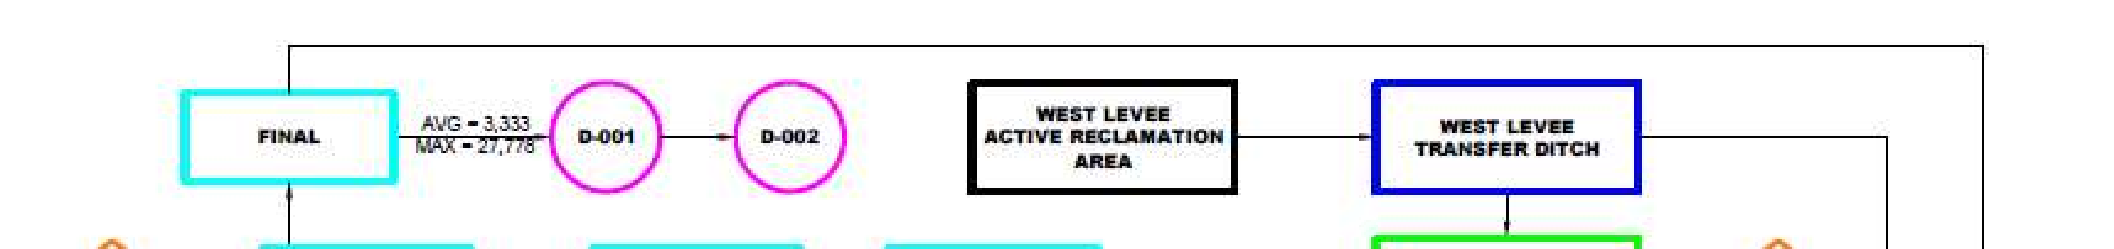 FINAL
AVG = 3,333
MAX = 27,778
D-001
D-002
WEST LEVEE
ACTIVE RECLAMATION
AREA
WEST LEVEE
TRANSFER DITCH